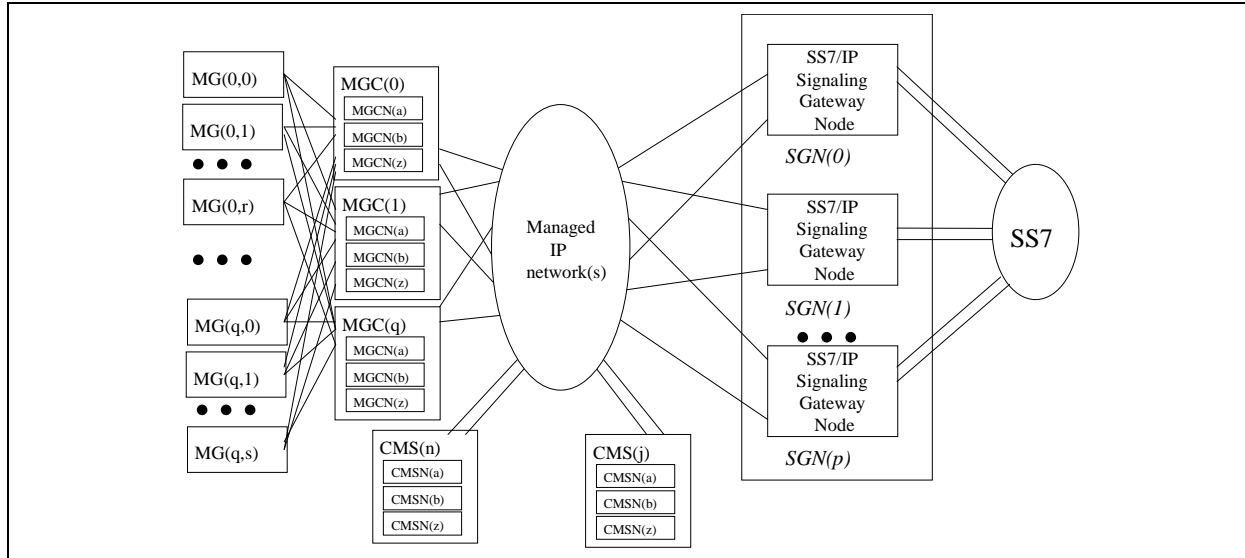 MG(0,0)
MG(0,1)
MG(0,r)
MG(q,0)
MG(q,1)
MG(q,s)
MGC(0)
MGCN(a)
MGCN(b)
MGCN(z)
MGC(1)
MGCN(a)
MGCN(b)
MGCN(z)
MGC(q)
MGCN(a)
MGCN(b)
MGCN(z)
CMS(n)
CMSN(a)
CMSN(b)
CMSN(z)
Managed
IP
network(s)
CMS(j)
CMSN(a)
CMSN(b)
CMSN(z)
SS7/IP
Signaling
Gateway
Node
SGN(0)
SS7/IP
Signaling
Gateway
Node
SGN(1)
SS7/IP
Signaling
Gateway
Node
SGN(p)
SS7